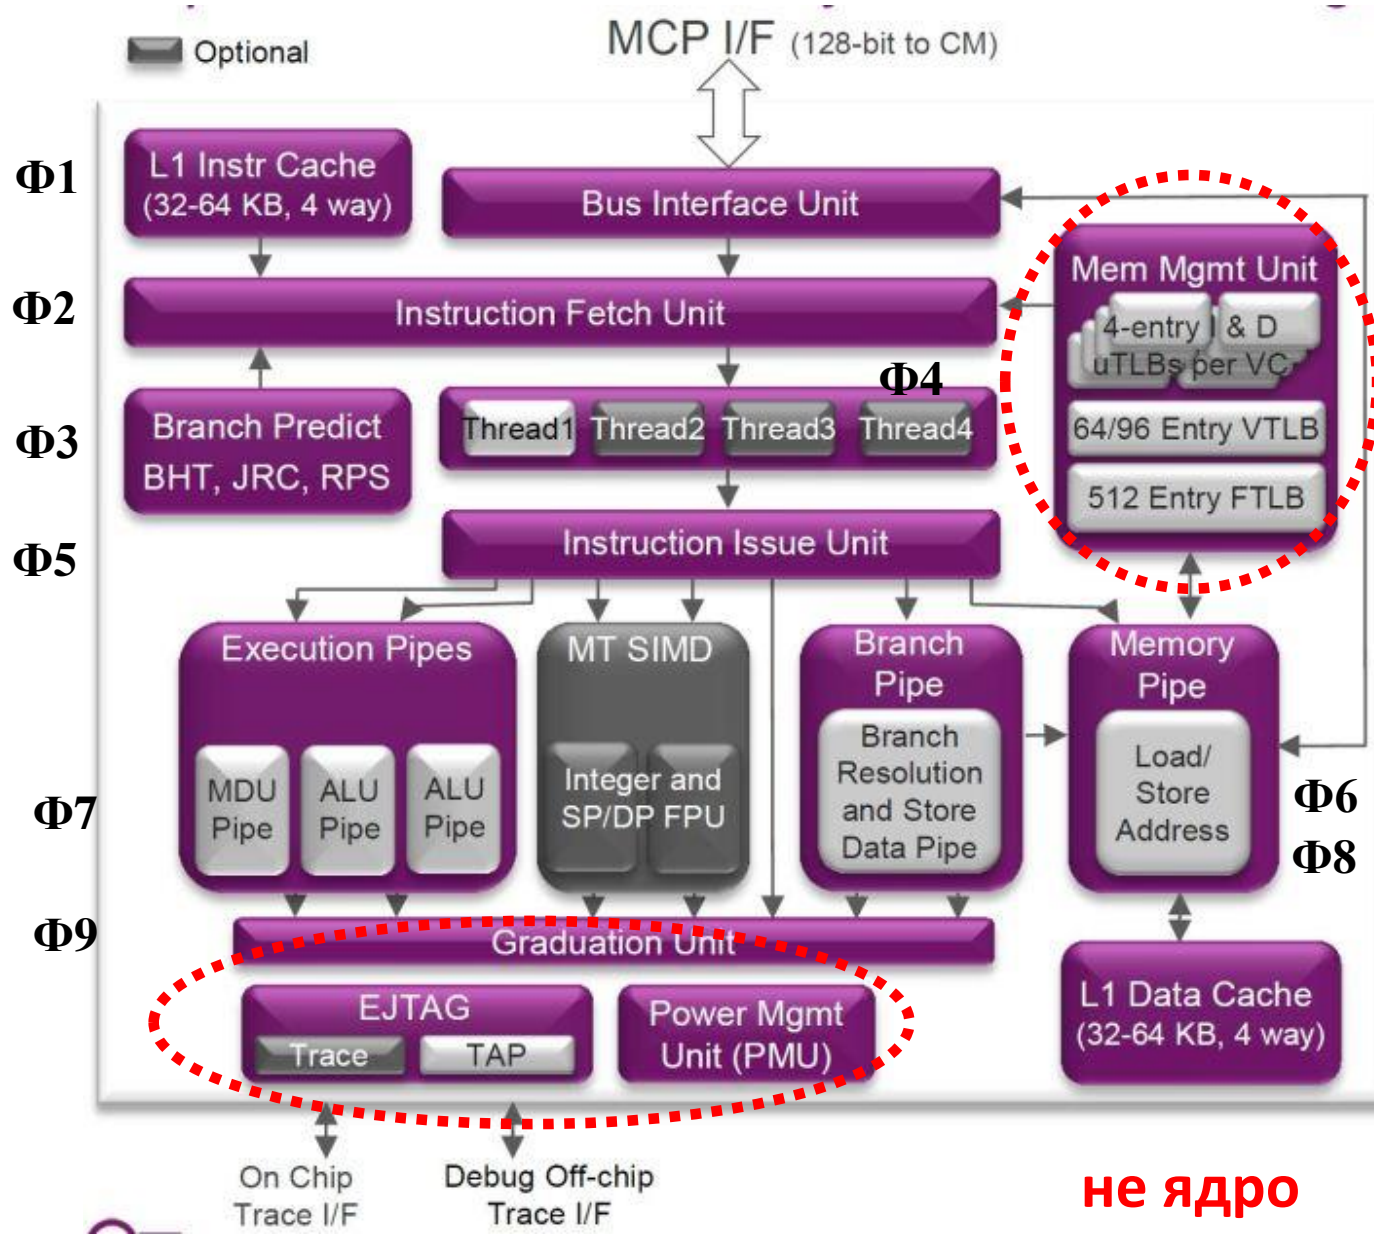 Optional
MCP I/F (128-bit to CM)
Ф1
L1 Instr Cache
(32-64 KB, 4 way)
Bus Interface Unit
Mem Mgmt Unit
4-entry I & D
uTLBs per VC
64/96 Entry VTLB
512 Entry FTLB
Ф2
Instruction Fetch Unit
Ф4
Ф3
Branch Predict
BHT, JRC, RPS
Thread1 Thread2 Thread3 Thread4
Ф5
Instruction Issue Unit
Execution Pipes
MDU Pipe
ALU Pipe
ALU Pipe
MT SIMD
Integer and
SP/DP FPU
Branch
Pipe
Branch
Resolution
and Store
Data Pipe
Memory
Pipe
Load/
Store
Address
Ф6
Ф7
Ф8
Ф9
Graduation Unit
EJTAG
Trace TAP
Power Mgmt
Unit (PMU)
L1 Data Cache
(32-64 KB, 4 way)
On Chip
Trace I/F
Debug Off-chip
Trace I/F
не ядро